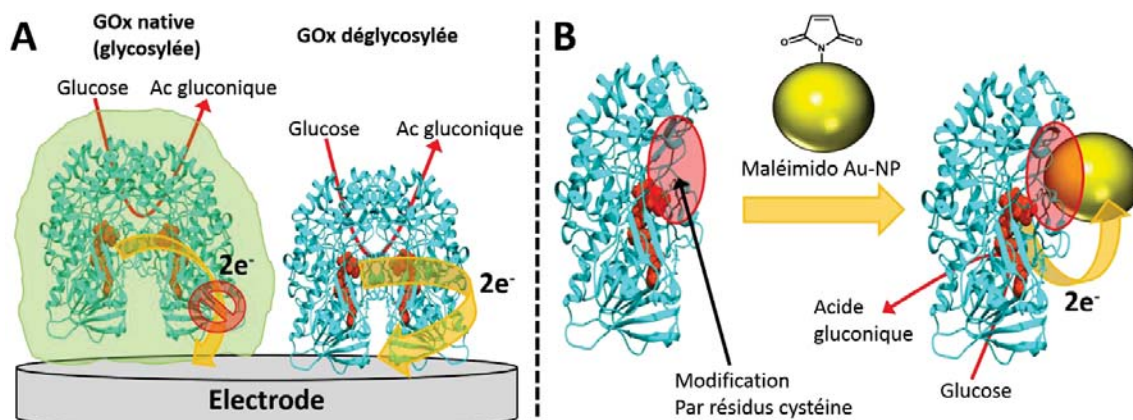 A
GOx native
(glycosylée)
GOx déglycosylée
Glucose
Ac gluconique
Glucose
Ac gluconique
2e-
2e-
Electrode
B
O
N
O
Maléimido Au-NP
Modification
Par résidus cystéine
Acide
gluconique
2e-
Glucose